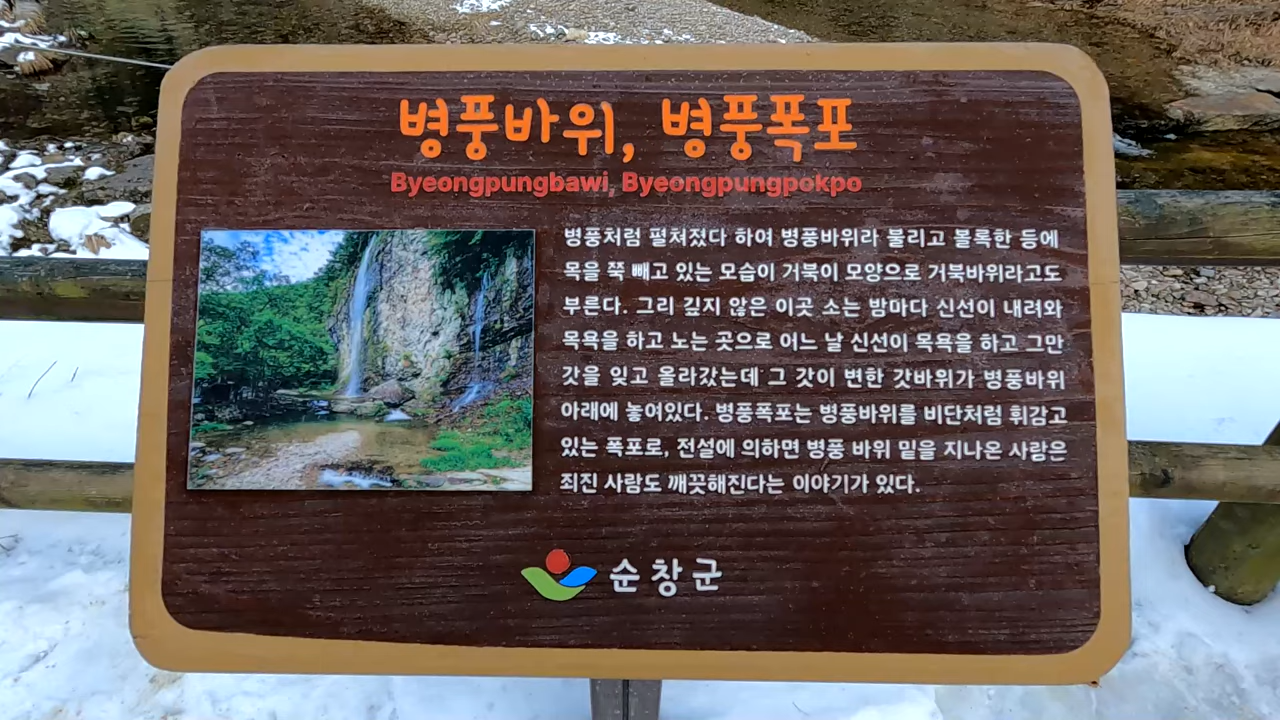 병풍바위, 병풍폭포
Byeongpungbawi, Byeongpungpokpo
병풍처럼 펼쳐졌다 하여 병풍바위라 불리고 볼록한 등에
목을 쭉 빼고 있는 모습이 거북이 모양으로 거북바위라고도
부른다. 그리 깊지 않은 이곳 소는 밤마다 신선이 내려와
목욕을 하고 노는 곳으로 어느 날 신선이 목욕을 하고 그만
갓을 잊고 올라갔는데 그 갓이 변한 갓바위가 병풍바위
아래에 놓여있다. 병풍폭포는 병풍바위를 비단처럼 휘감고
있는 폭포로, 전설에 의하면 병풍 바위 밑을 지나온 사람은
죄진 사람도 깨끗해진다는 이야기가 있다.
순창군